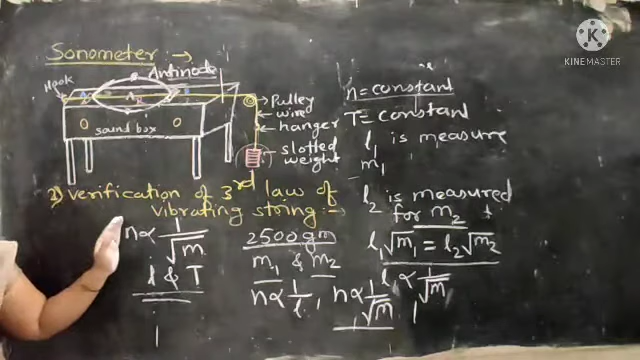 KINEMASTER
Sonometer →
Antinode
Hook
A
sound box
Pulley
wire
hanger
slotted
weight
n = constant
T = constant
l₁ is measure
m₁
2) verification of 3rd law of
vibrating string :-
n ∝ 1/√m
l & T
2500 gm
m₁ & m₂
n ∝ 1/l, n ∝ 1/√m
l₂ is measured
for m₂
l₁√m₁ = l₂√m₂
l ∝ 1/√m